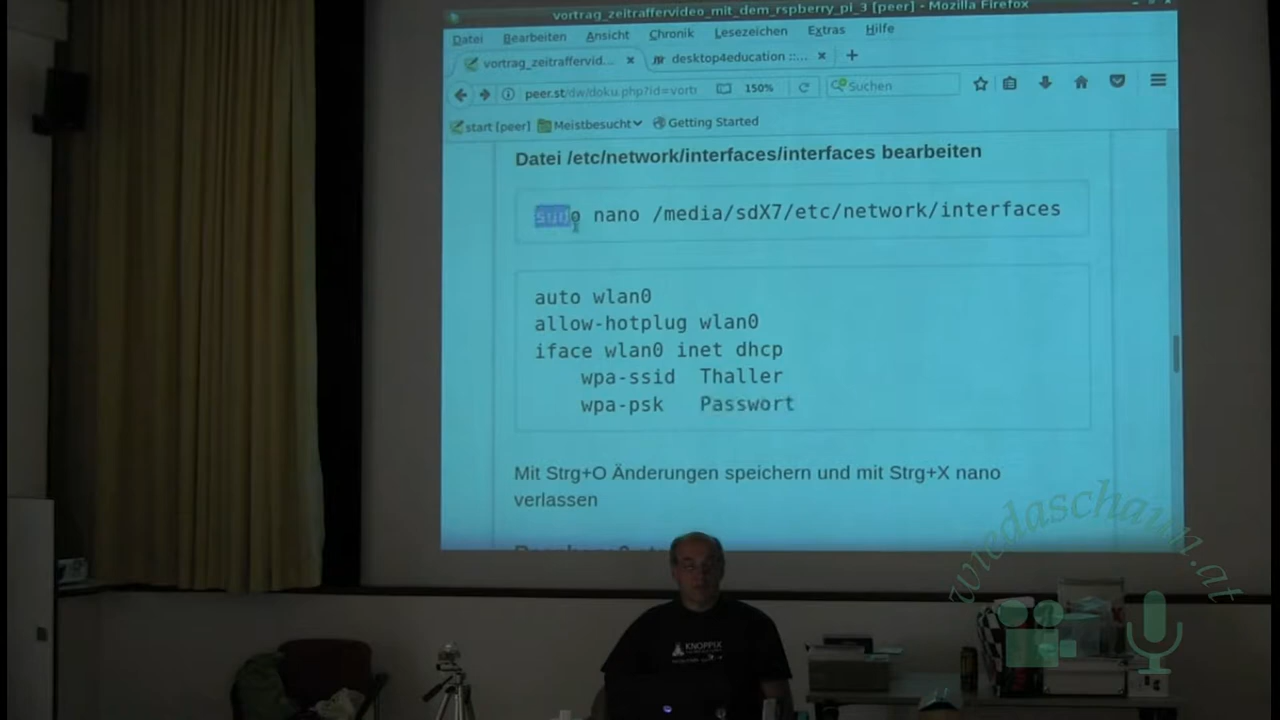 vortrag_zeitraffervideo_mit_dem_rspberry_pi_3 [peer] - Mozilla Firefox
Datei Bearbeiten Ansicht Chronik Lesezeichen Extras Hilfe
vortrag_zeitraffervid... × desktop4education ::... × +
peer.st/dw/doku.php?id=vortr 150% Suchen
start [peer] Meistbesucht Getting Started
Datei /etc/network/interfaces/interfaces bearbeiten
sudo nano /media/sdX7/etc/network/interfaces
auto wlan0
allow-hotplug wlan0
iface wlan0 inet dhcp
wpa-ssid Thaller
wpa-psk Passwort
Mit Strg+O Änderungen speichern und mit Strg+X nano
verlassen
KNOPPIX
wiedaschaun.at